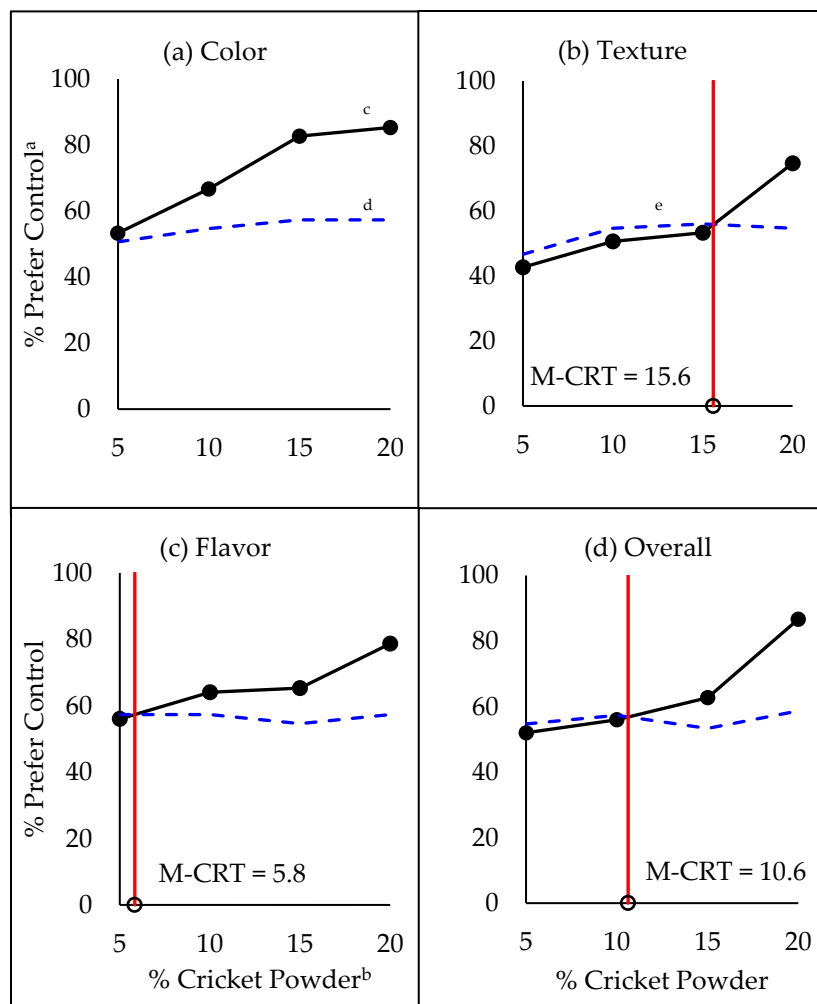 (a) Color
100
80
60
40
20
0
5 10 15 20
% Prefer Controlᵃ
c
d
(b) Texture
100
80
60
40
20
0
5 10 15 20
e
M-CRT = 15.6
(c) Flavor
100
80
60
40
20
0
5 10 15 20
% Prefer Control
M-CRT = 5.8
% Cricket Powderᵇ
(d) Overall
100
80
60
40
20
0
5 10 15 20
M-CRT = 10.6
% Cricket Powder